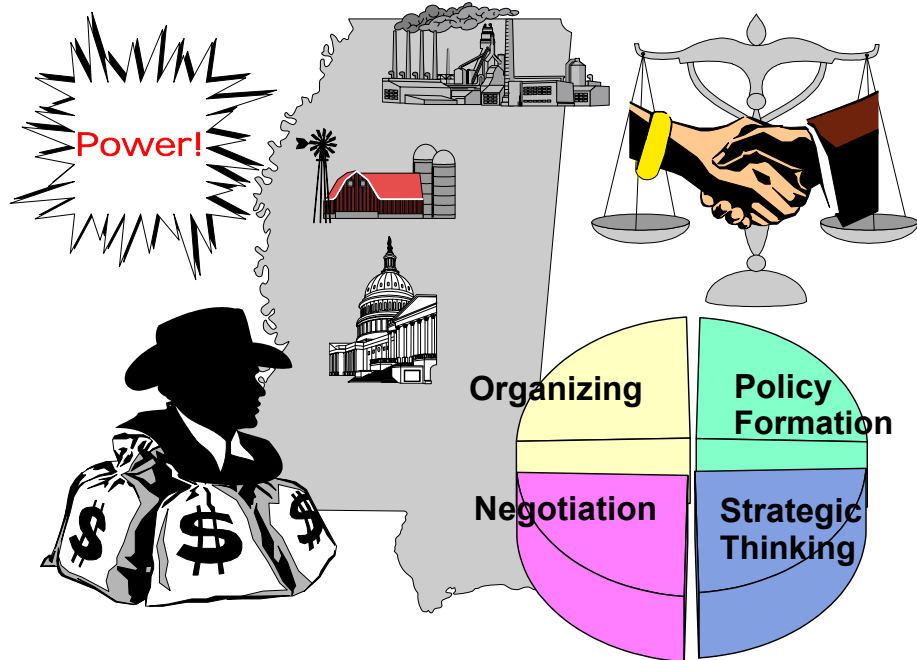 Power!
Organizing
Policy
Formation
Negotiation
Strategic
Thinking
$
$
$